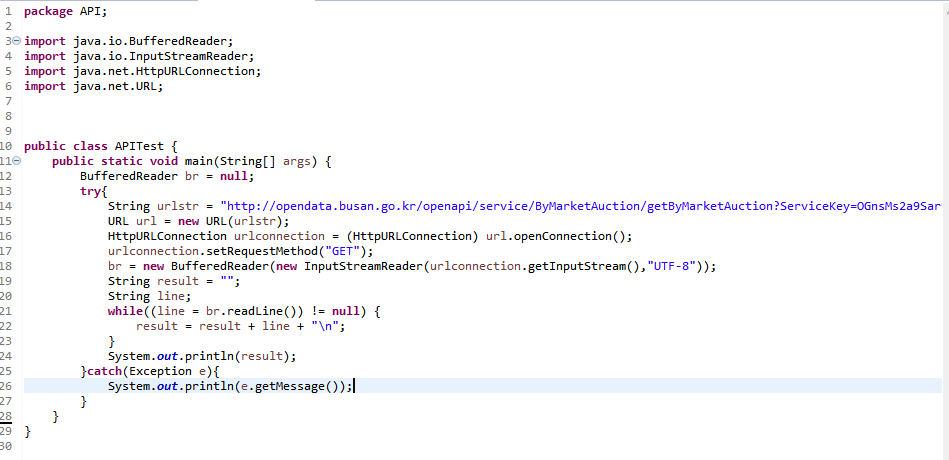 1 package API;
2
3 import java.io.BufferedReader;
4 import java.io.InputStreamReader;
5 import java.net.HttpURLConnection;
6 import java.net.URL;
7
8
9
10 public class APITest {
11 public static void main(String[] args) {
12 BufferedReader br = null;
13 try{
14 String urlstr = "http://opendata.busan.go.kr/openapi/service/ByMarketAuction/getByMarketAuction?ServiceKey=OGnsMs2a9Sar
15 URL url = new URL(urlstr);
16 HttpURLConnection urlconnection = (HttpURLConnection) url.openConnection();
17 urlconnection.setRequestMethod("GET");
18 br = new BufferedReader(new InputStreamReader(urlconnection.getInputStream(),"UTF-8"));
19 String result = "";
20 String line;
21 while((line = br.readLine()) != null) {
22 result = result + line + "\n";
23 }
24 System.out.println(result);
25 }catch(Exception e){
26 System.out.println(e.getMessage());
27 }
28 }
29 }
30